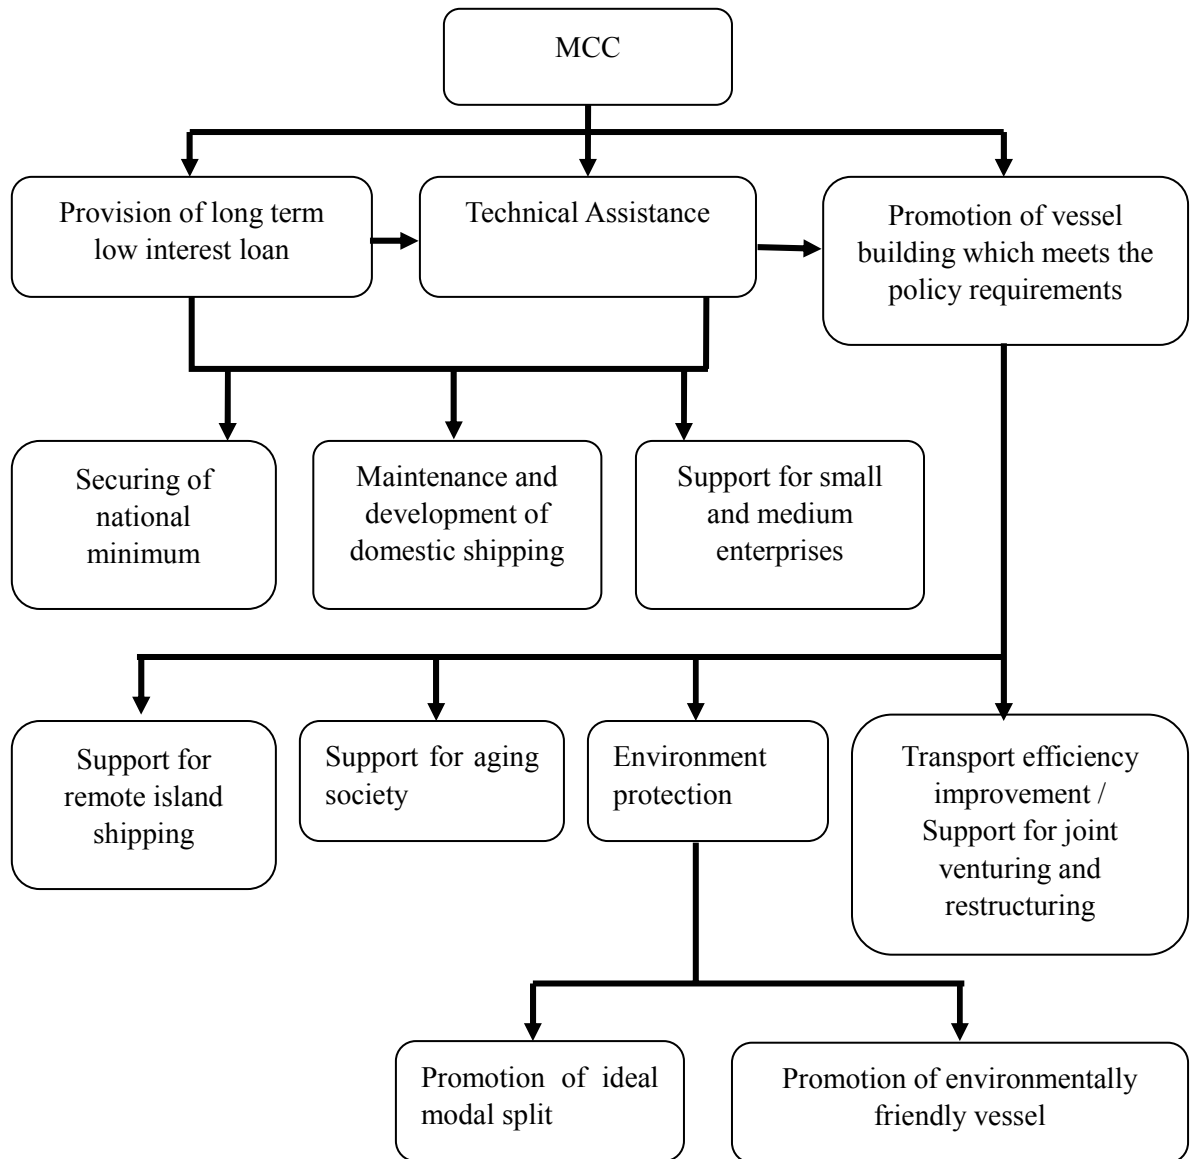 MCC
Provision of long term
low interest loan
Technical Assistance
Promotion of vessel
building which meets the
policy requirements
Securing of
national
minimum
Maintenance and
development of
domestic shipping
Support for small
and medium
enterprises
Support for
remote island
shipping
Support for aging
society
Environment
protection
Transport efficiency
improvement /
Support for joint
venturing and
restructuring
Promotion of ideal
modal split
Promotion of environmentally
friendly vessel